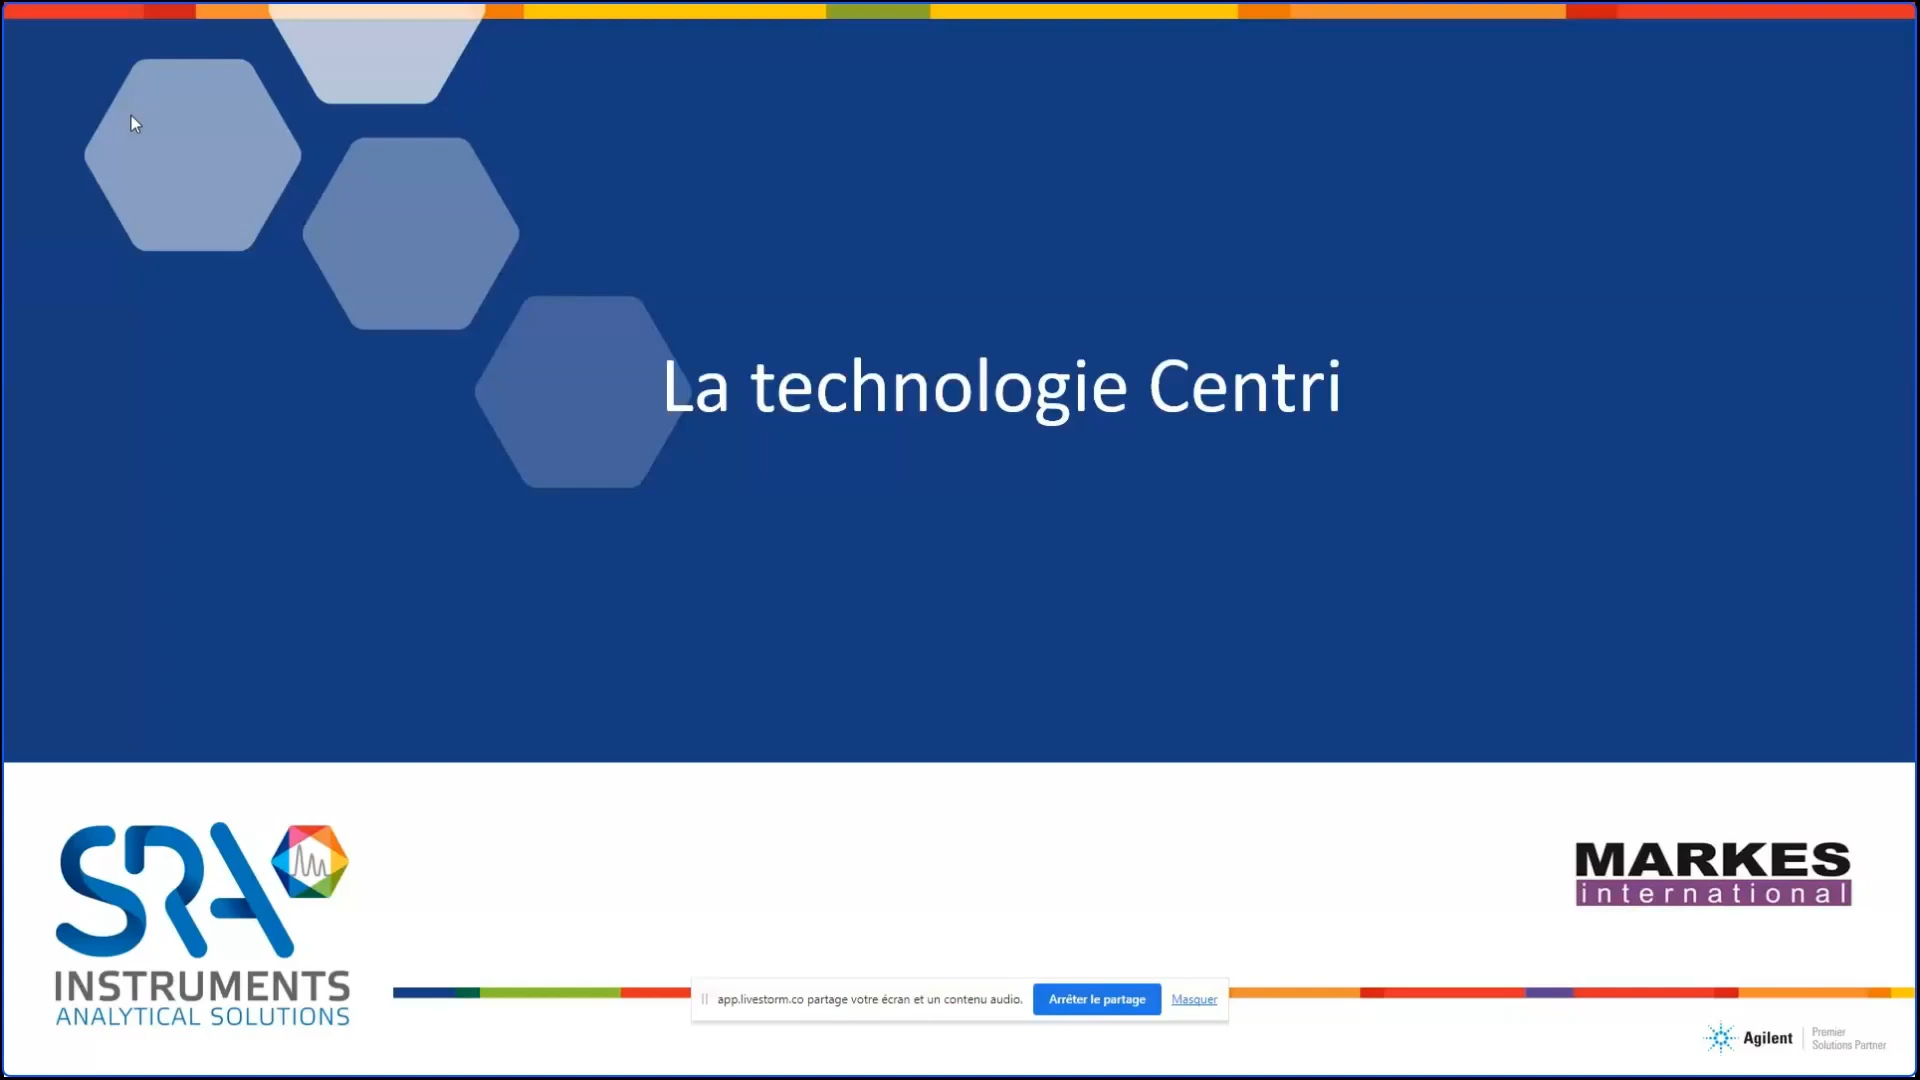 La technologie Centri
SRA
INSTRUMENTS
ANALYTICAL SOLUTIONS
MARKES
international
app.livestorm.co partage votre écran et un contenu audio.
Arrêter le partage
Masquer
Agilent
Premier
Solutions Partner